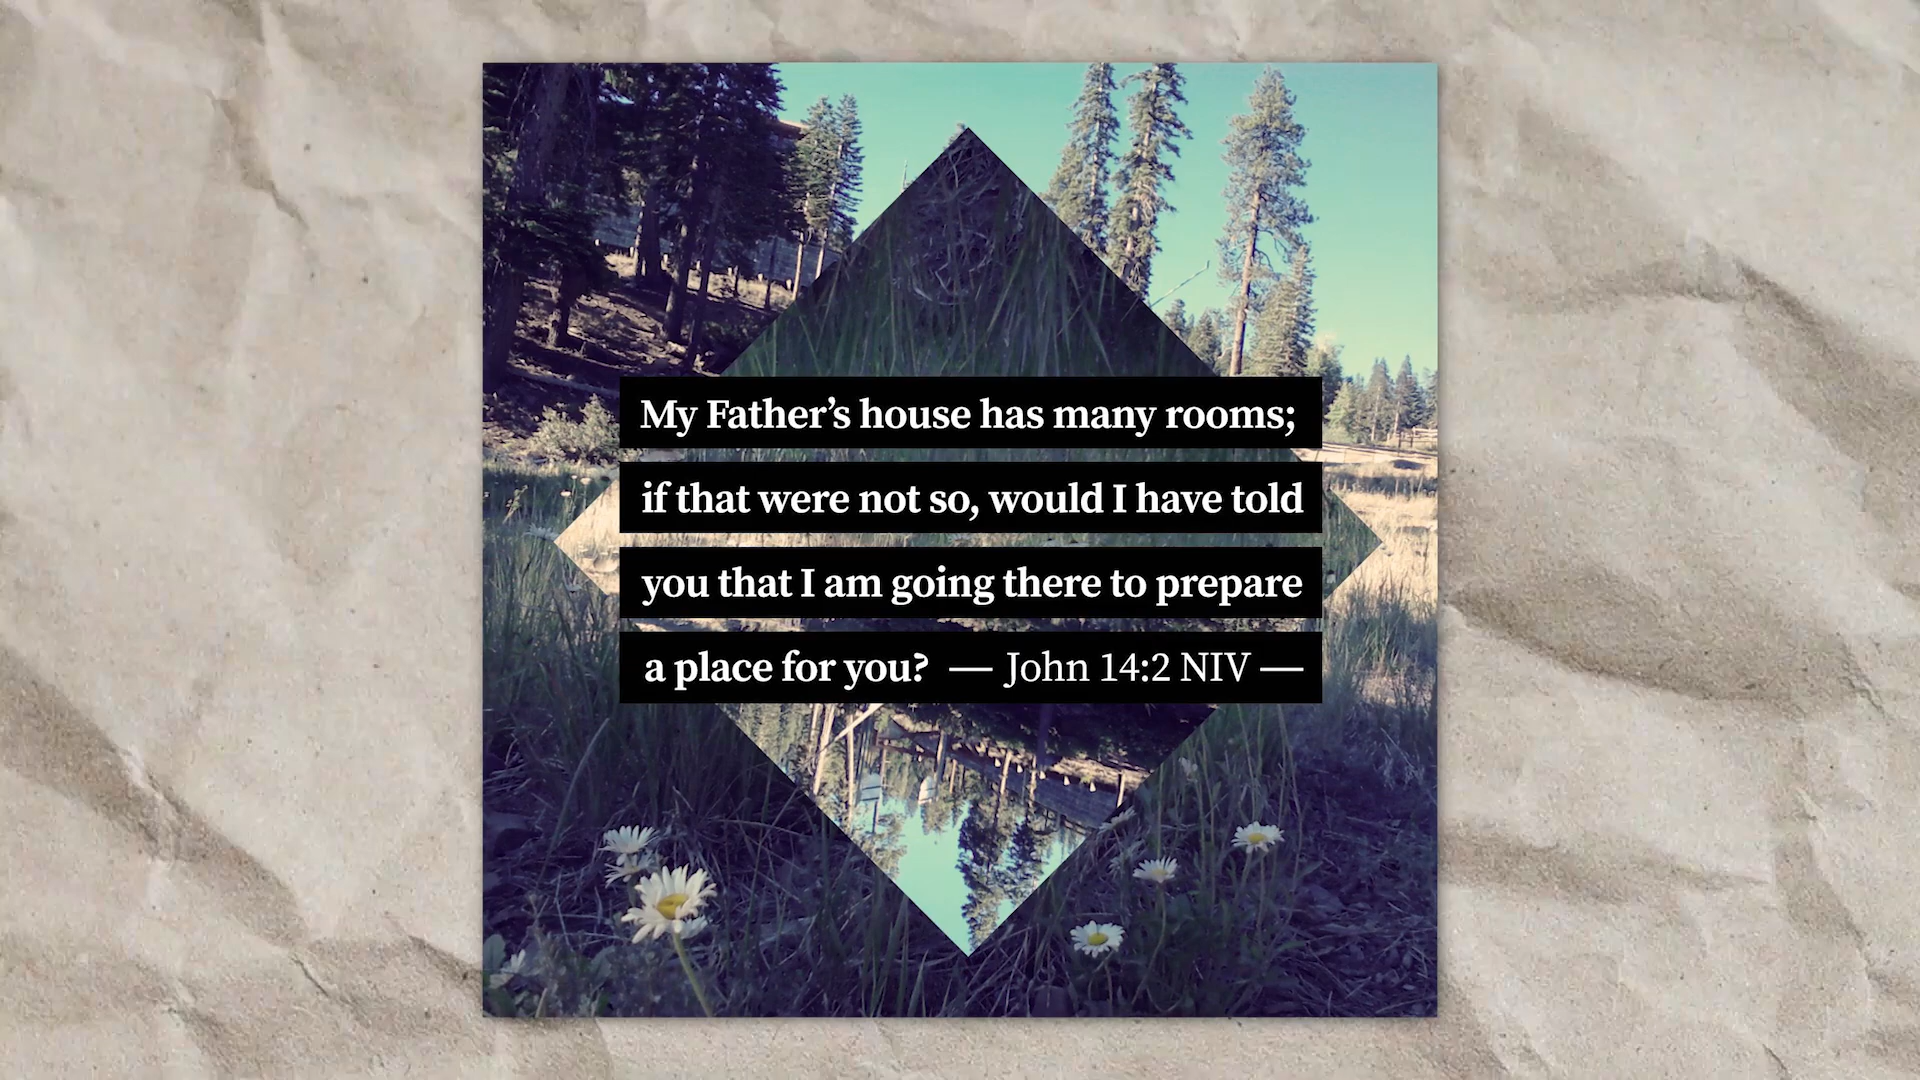 My Father’s house has many rooms;
if that were not so, would I have told
you that I am going there to prepare
a place for you? — John 14:2 NIV —